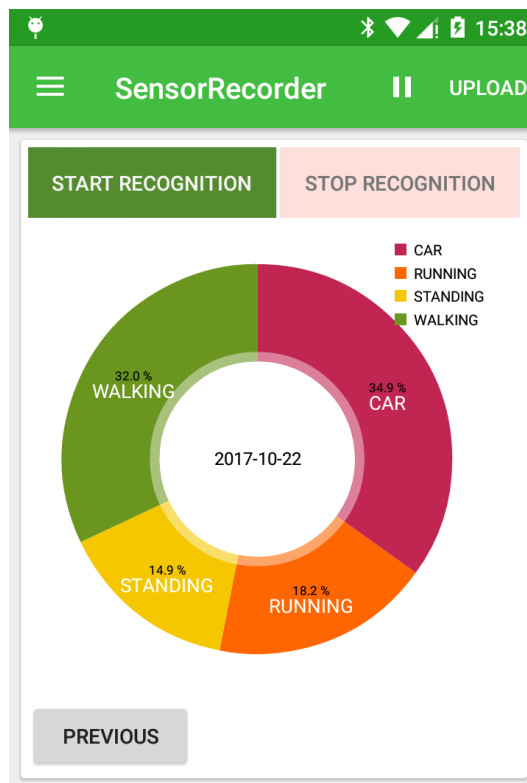 15:38
SensorRecorder UPLOAD
START RECOGNITION STOP RECOGNITION
CAR
RUNNING
STANDING
WALKING
32.0 %
WALKING
34.9 %
CAR
2017-10-22
14.9 %
STANDING
18.2 %
RUNNING
PREVIOUS